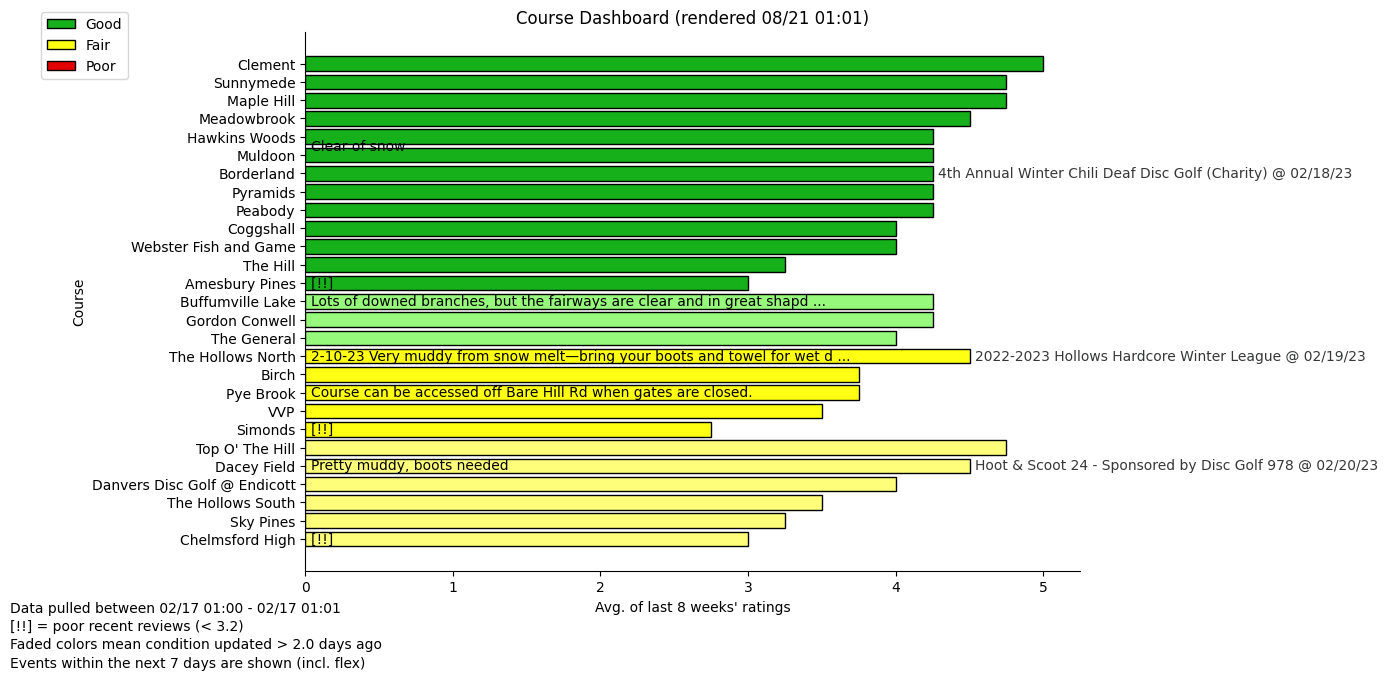 Good
Fair
Poor
Course Dashboard (rendered 08/21 01:01)
Course
Clement
Sunnymede
Maple Hill
Meadowbrook
Hawkins Woods
Clear of snow
Muldoon
Borderland 4th Annual Winter Chili Deaf Disc Golf (Charity) @ 02/18/23
Pyramids
Peabody
Coggshall
Webster Fish and Game
The Hill
Amesbury Pines [!!]
Buffumville Lake Lots of downed branches, but the fairways are clear and in great shapd ...
Gordon Conwell
The General
The Hollows North 2-10-23 Very muddy from snow melt—bring your boots and towel for wet d ... 2022-2023 Hollows Hardcore Winter League @ 02/19/23
Birch
Pye Brook Course can be accessed off Bare Hill Rd when gates are closed.
VVP
Simonds [!!]
Top O' The Hill
Dacey Field Pretty muddy, boots needed Hoot & Scoot 24 - Sponsored by Disc Golf 978 @ 02/20/23
Danvers Disc Golf @ Endicott
The Hollows South
Sky Pines
Chelmsford High [!!]
0 1 2 3 4 5
Avg. of last 8 weeks' ratings
Data pulled between 02/17 01:00 - 02/17 01:01
[!!] = poor recent reviews (< 3.2)
Faded colors mean condition updated > 2.0 days ago
Events within the next 7 days are shown (incl. flex)